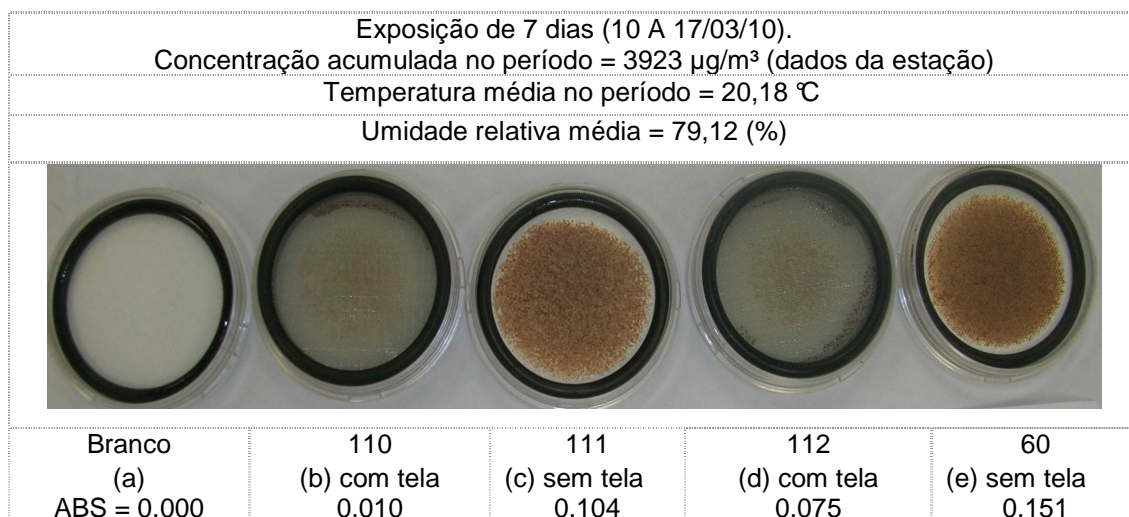 Exposição de 7 dias (10 A 17/03/10).
Concentração acumulada no período = 3923 µg/m³ (dados da estação)
Temperatura média no período = 20,18 ℃
Umidade relativa média = 79,12 (%)
Branco 110 111 112 60
(a) (b) com tela (c) sem tela (d) com tela (e) sem tela
ABS = 0.000 0.010 0.104 0.075 0.151